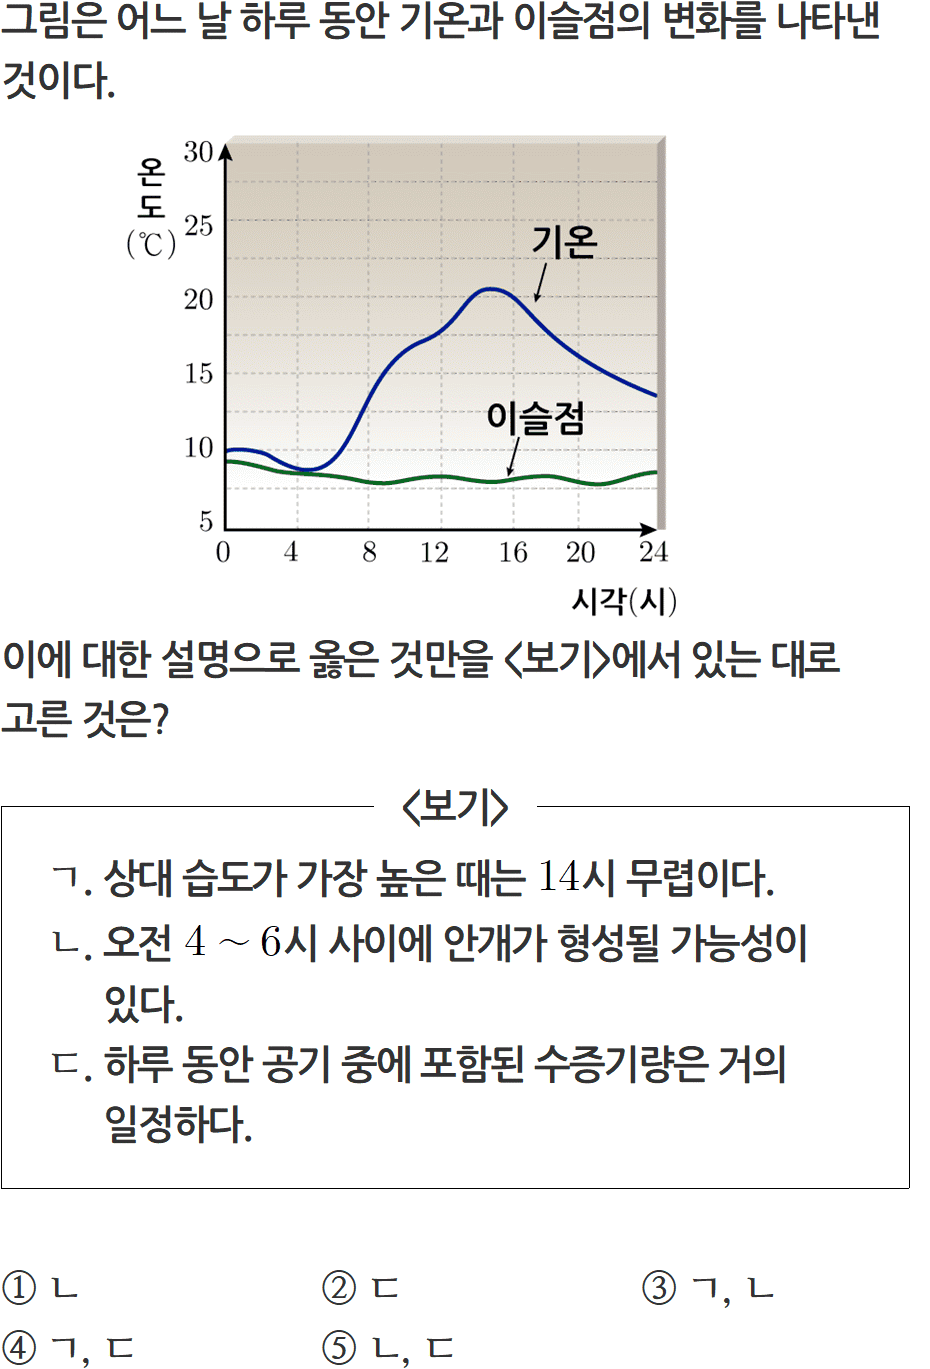 그림은 어느 날 하루 동안 기온과 이슬점의 변화를 나타낸
것이다.
온
도
(℃)
30
25
20
15
10
5
기온
이슬점
0 4 8 12 16 20 24
시각(시)
이에 대한 설명으로 옳은 것만을 <보기>에서 있는 대로
고른 것은?
<보기>
ㄱ. 상대 습도가 가장 높은 때는 14시 무렵이다.
ㄴ. 오전 4 ~ 6시 사이에 안개가 형성될 가능성이
있다.
ㄷ. 하루 동안 공기 중에 포함된 수증기량은 거의
일정하다.
① ㄴ ② ㄷ ③ ㄱ, ㄴ
④ ㄱ, ㄷ ⑤ ㄴ, ㄷ